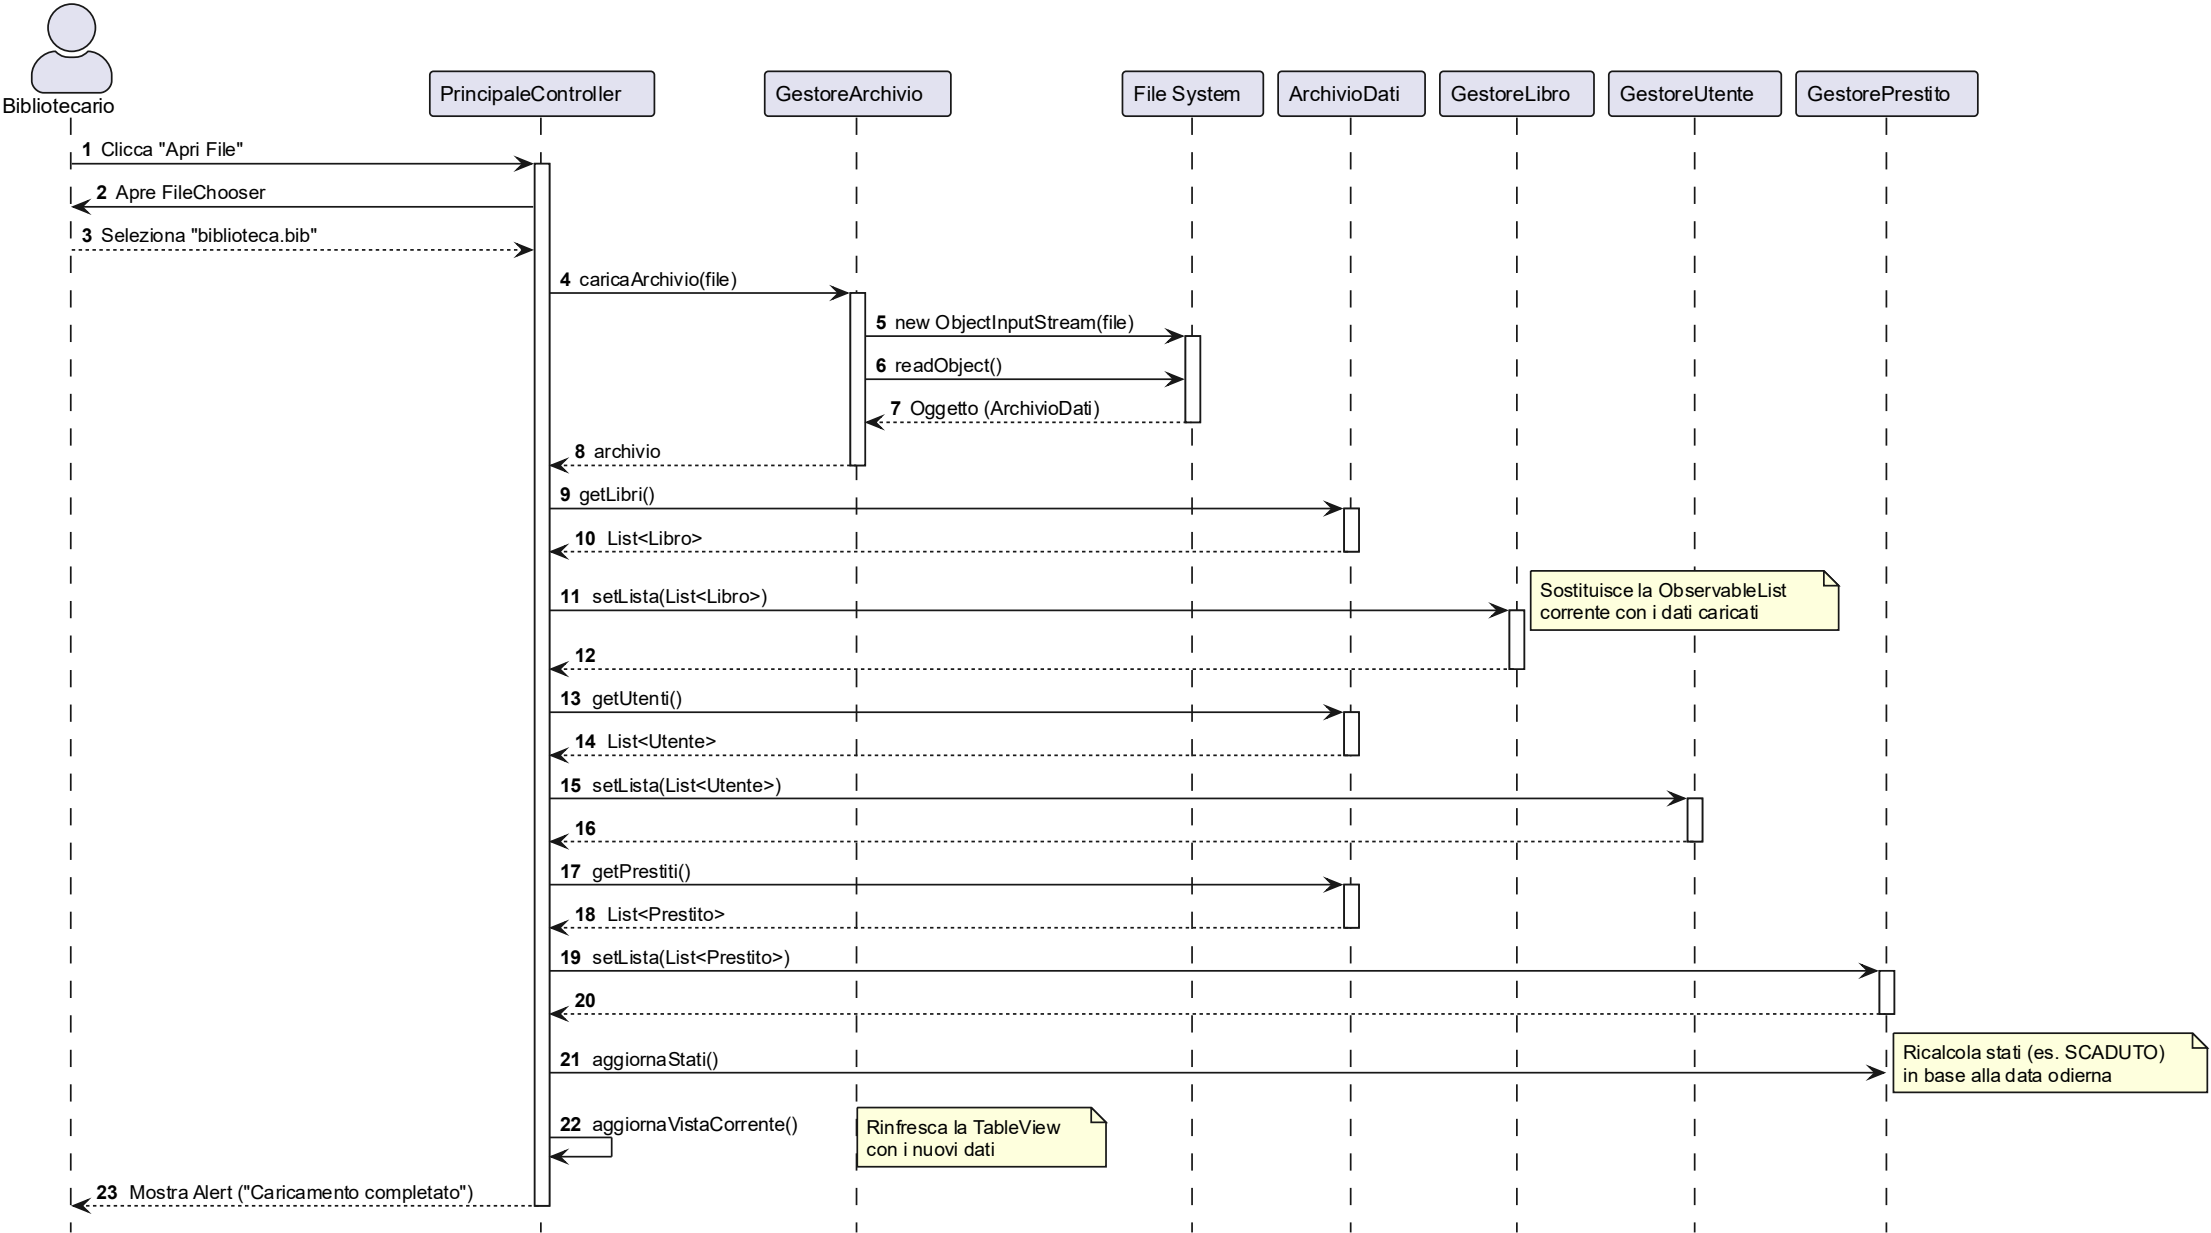 Bibliotecario
PrincipaleController
GestoreArchivio
File System
ArchivioDati
GestoreLibro
GestoreUtente
GestorePrestito
1 Clicca "Apri File"
2 Apre FileChooser
3 Seleziona "biblioteca.bib"
4 caricaArchivio(file)
5 new ObjectInputStream(file)
6 readObject()
7 Oggetto (ArchivioDati)
8 archivio
9 getLibri()
10 List<Libro>
11 setLista(List<Libro>)
Sostituisce la ObservableList
corrente con i dati caricati
12
13 getUtenti()
14 List<Utente>
15 setLista(List<Utente>)
16
17 getPrestiti()
18 List<Prestito>
19 setLista(List<Prestito>)
20
21 aggiornaStati()
Ricalcola stati (es. SCADUTO)
in base alla data odierna
22 aggiornaVistaCorrente()
Rinfresca la TableView
con i nuovi dati
23 Mostra Alert ("Caricamento completato")